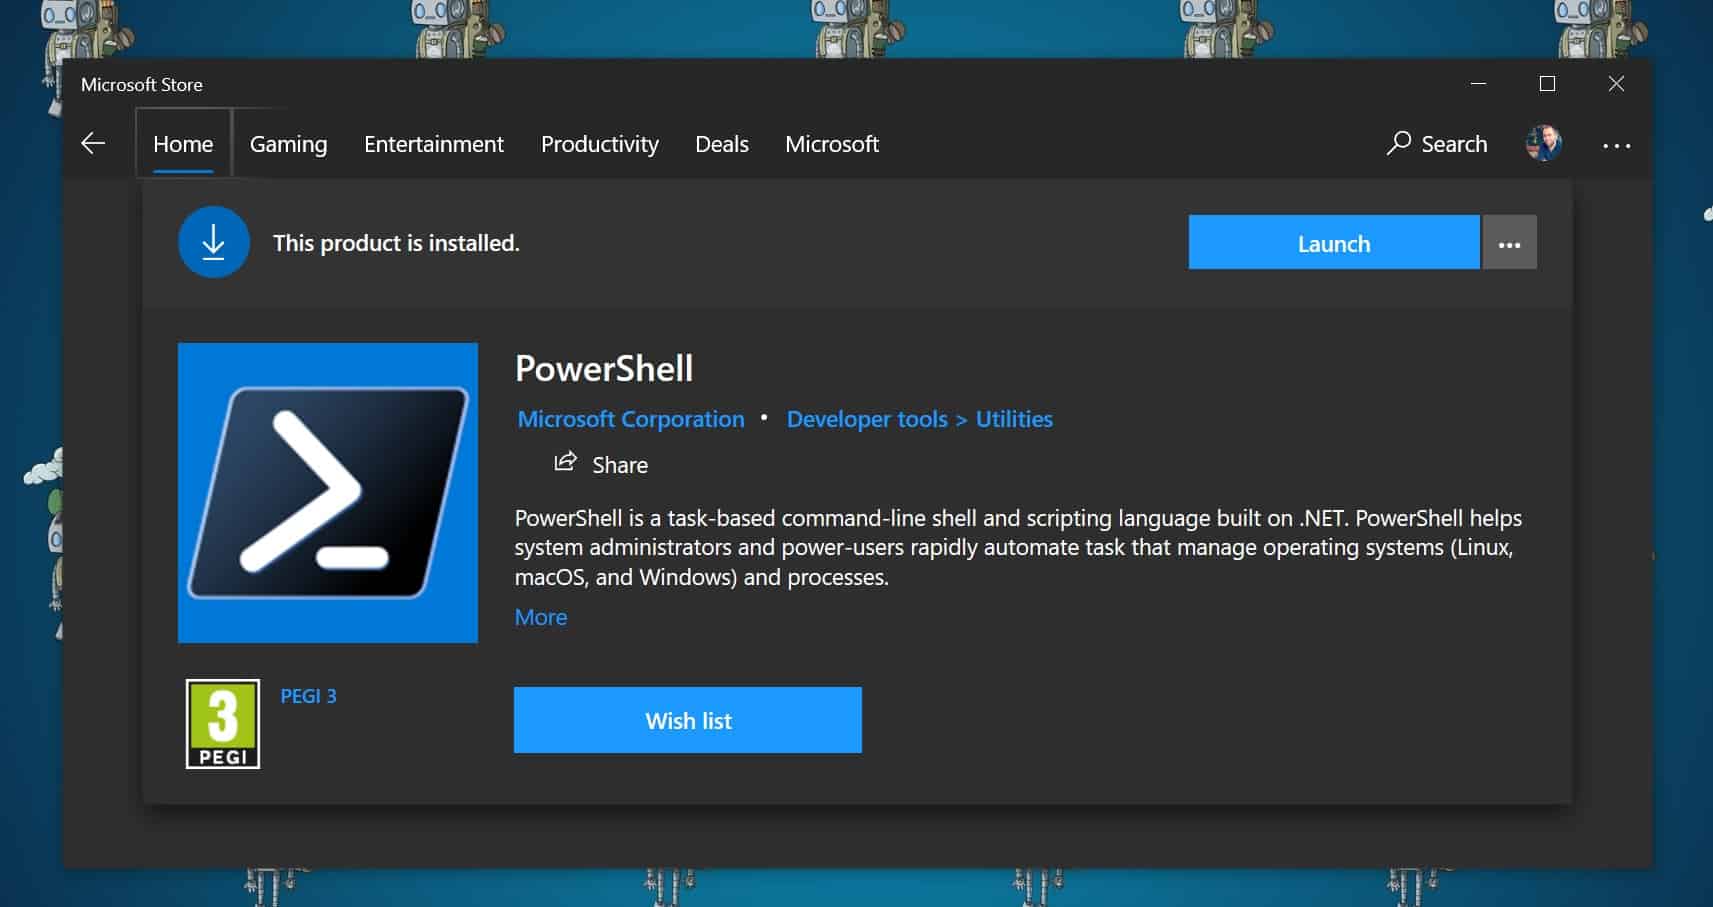 Microsoft Store
Home Gaming Entertainment Productivity Deals Microsoft Search
This product is installed.
Launch
PowerShell
Microsoft Corporation • Developer tools > Utilities
Share
PowerShell is a task-based command-line shell and scripting language built on .NET. PowerShell helps
system administrators and power-users rapidly automate task that manage operating systems (Linux,
macOS, and Windows) and processes.
More
3
PEGI
PEGI 3
Wish list